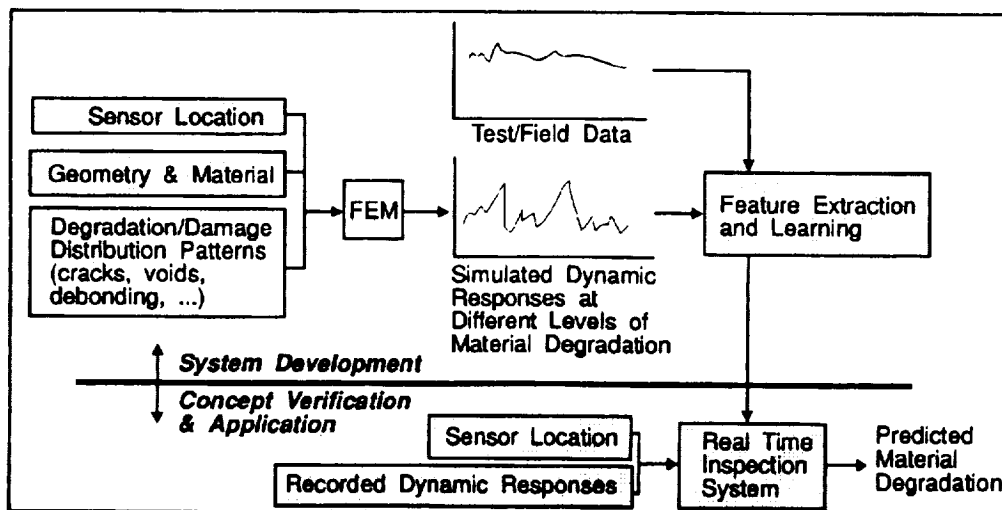 Sensor Location
Geometry & Material
Degradation/Damage
Distribution Patterns
(cracks, voids,
debonding, ...)
FEM
Test/Field Data
Simulated Dynamic
Responses at
Different Levels of
Material Degradation
Feature Extraction
and Learning
System Development
Concept Verification
& Application
Sensor Location
Recorded Dynamic Responses
Real Time
Inspection
System
Predicted
Material
Degradation